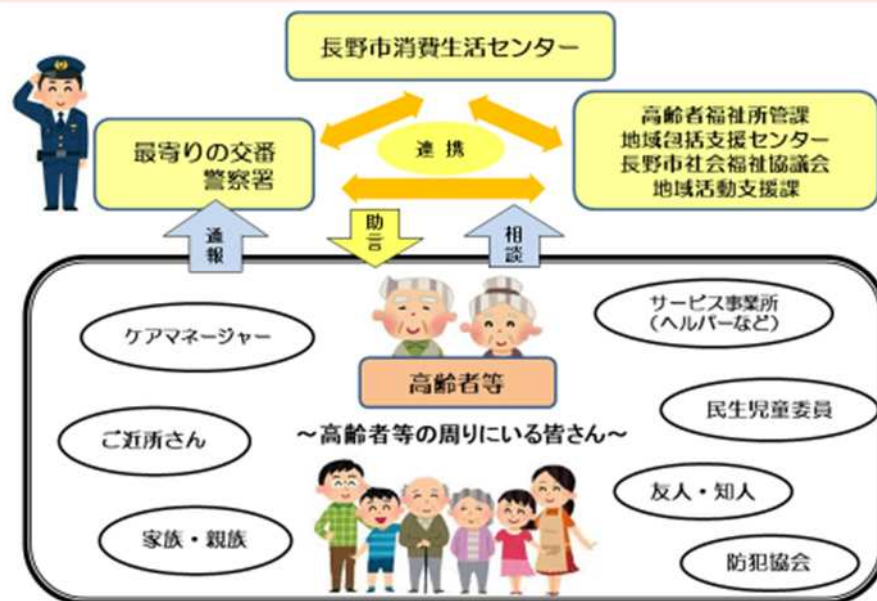 長野市消費生活センター
最寄りの交番
警察署
連携
高齢者福祉所管課
地域包括支援センター
長野市社会福祉協議会
地域活動支援課
通報
助言
相談
ケアマネージャー
サービス事業所
（ヘルパーなど）
高齢者等
民生児童委員
ご近所さん
～高齢者等の周りにいる皆さん～
友人・知人
家族・親族
防犯協会